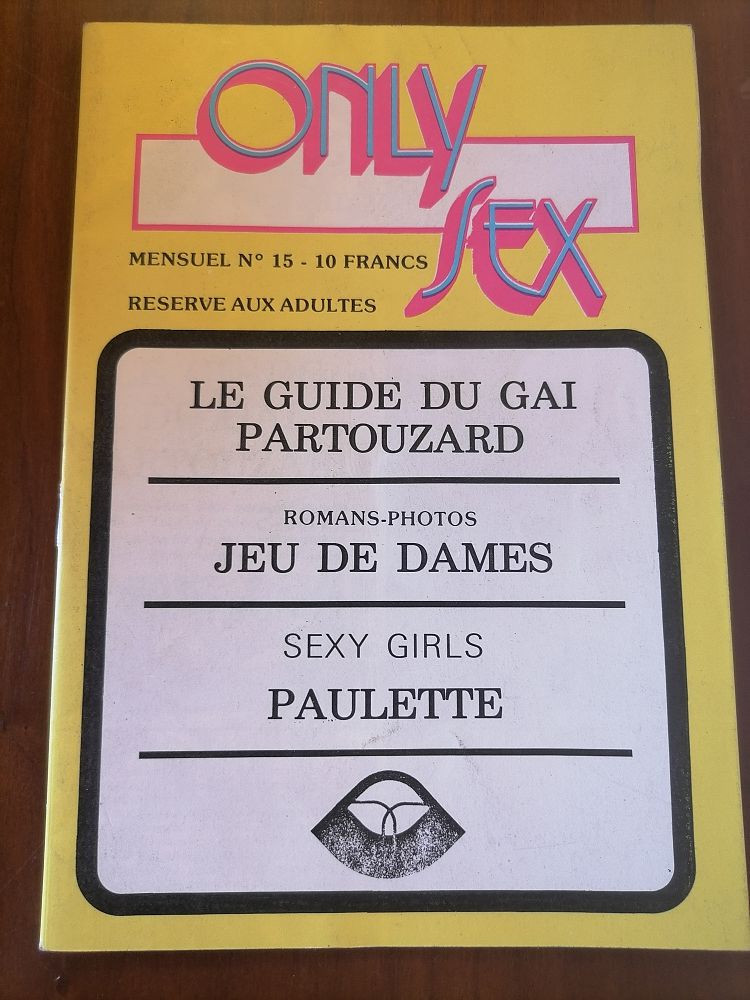 ONLY
SEX
MENSUEL N° 15 - 10 FRANCS
RESERVE AUX ADULTES
LE GUIDE DU GAI
PARTOUZARD
ROMANS-PHOTOS
JEU DE DAMES
SEXY GIRLS
PAULETTE